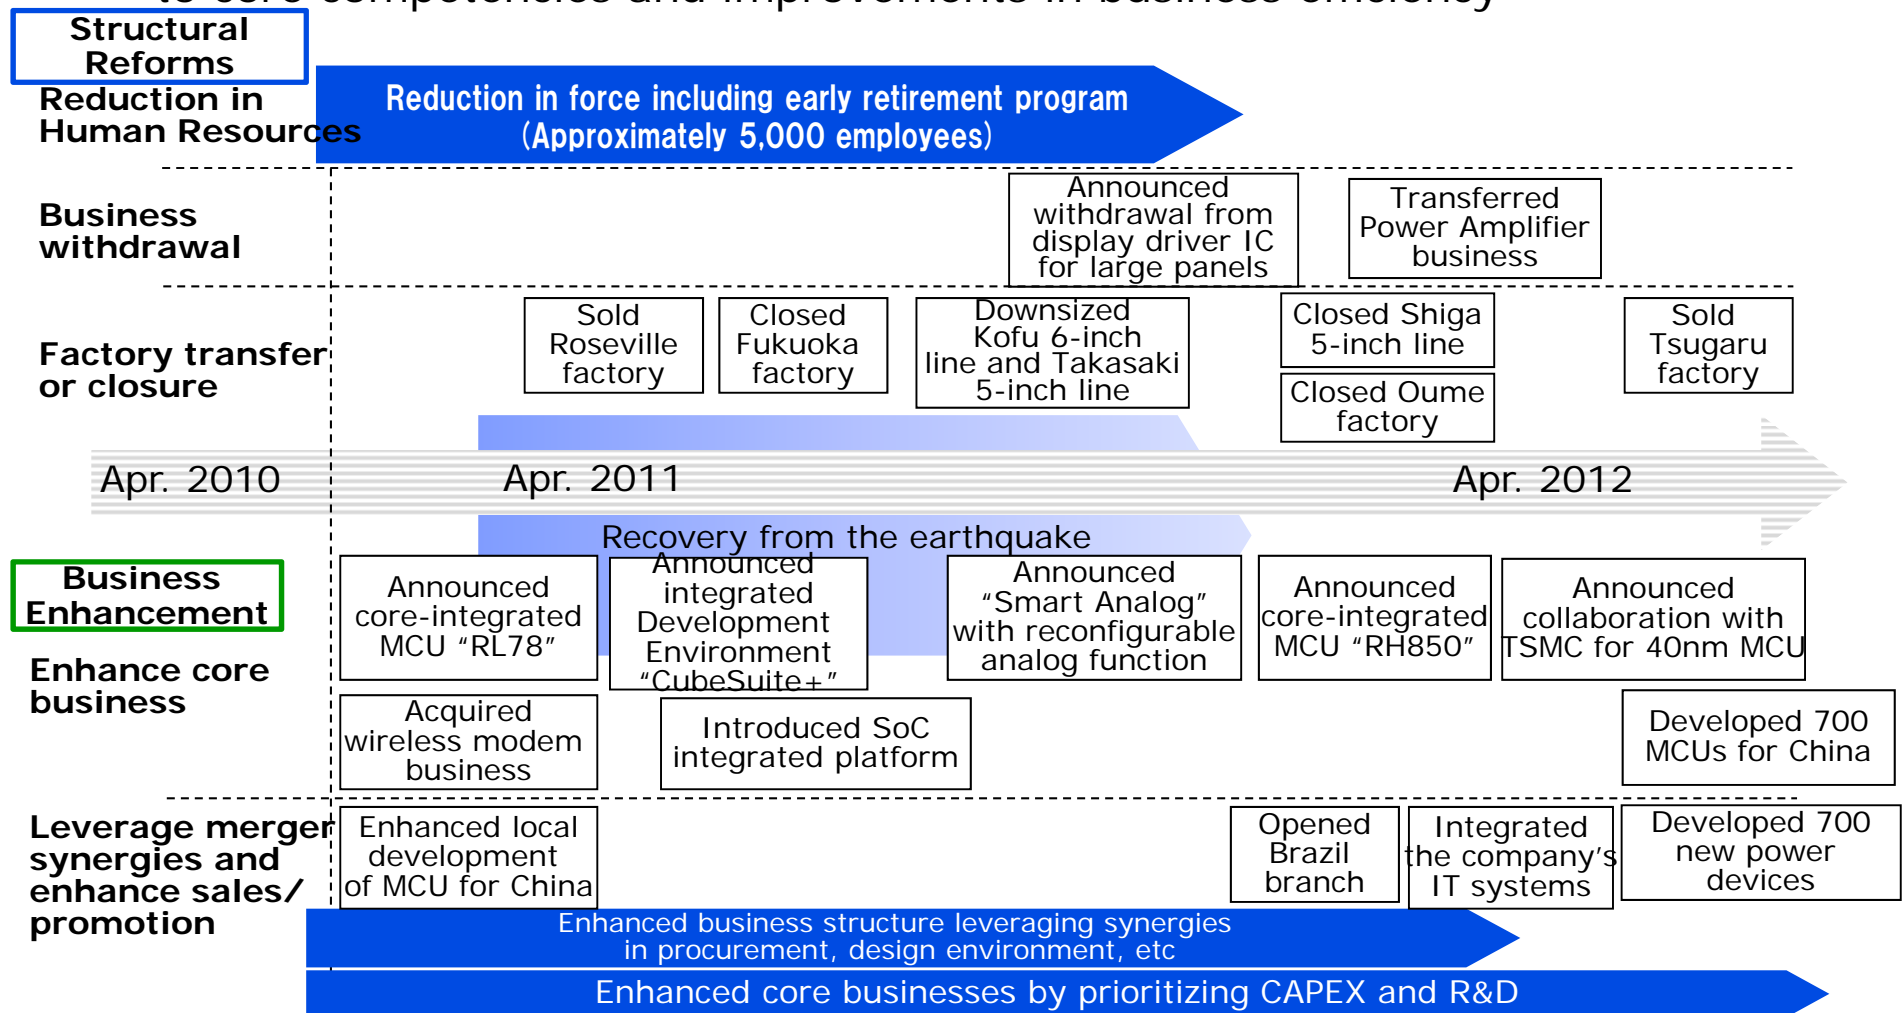 to core competencies and improvements in business efficiency
Structural
Reforms
Reduction in
Human Resources
Reduction in force including early retirement program
(Approximately 5,000 employees)
Business
withdrawal
Announced
withdrawal from
display driver IC
for large panels
Transferred
Power Amplifier
business
Factory transfer
or closure
Sold
Roseville
factory
Closed
Fukuoka
factory
Downsized
Kofu 6-inch
line and Takasaki
5-inch line
Closed Shiga
5-inch line
Closed Oume
factory
Sold
Tsugaru
factory
Apr. 2010
Apr. 2011
Apr. 2012
Recovery from the earthquake
Business
Enhancement
Enhance core
business
Announced
core-integrated
MCU “RL78”
Announced
integrated
Development
Environment
“CubeSuite+”
Announced
“Smart Analog”
with reconfigurable
analog function
Announced
core-integrated
MCU “RH850”
Announced
collaboration with
TSMC for 40nm MCU
Acquired
wireless modem
business
Introduced SoC
integrated platform
Developed 700
MCUs for China
Leverage merger
synergies and
enhance sales/
promotion
Enhanced local
development
of MCU for China
Opened
Brazil
branch
Integrated
the company’s
IT systems
Developed 700
new power
devices
Enhanced business structure leveraging synergies
in procurement, design environment, etc
Enhanced core businesses by prioritizing CAPEX and R&D